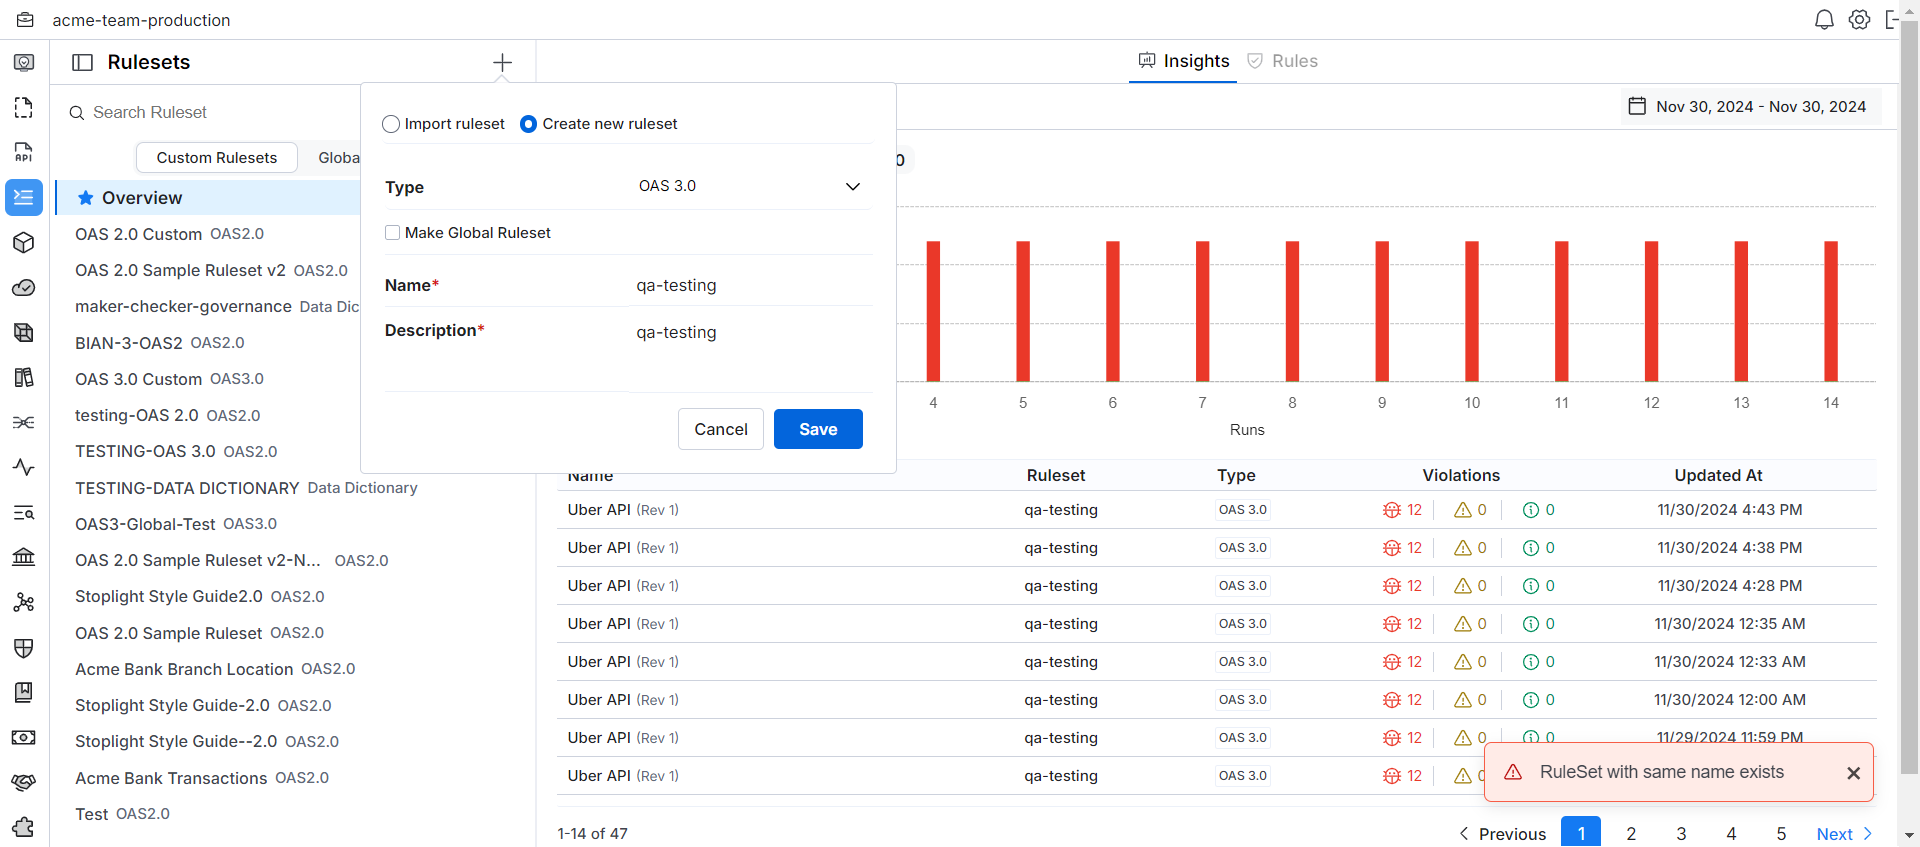 acme-team-production
Rulesets
Insights
Rules
Search Ruleset
Import ruleset
Create new ruleset
Nov 30, 2024 - Nov 30, 2024
Custom Rulesets
Globa
0
Type
OAS 3.0
Overview
Make Global Ruleset
OAS 2.0 Custom OAS2.0
OAS 2.0 Sample Ruleset v2 OAS2.0
maker-checker-governance Data Dic
BIAN-3-OAS2 OAS2.0
OAS 3.0 Custom OAS3.0
testing-OAS 2.0 OAS2.0
TESTING-OAS 3.0 OAS2.0
TESTING-DATA DICTIONARY Data Dictionary
OAS3-Global-Test OAS3.0
OAS 2.0 Sample Ruleset v2-N... OAS2.0
Stoplight Style Guide2.0 OAS2.0
OAS 2.0 Sample Ruleset OAS2.0
Acme Bank Branch Location OAS2.0
Stoplight Style Guide-2.0 OAS2.0
Stoplight Style Guide--2.0 OAS2.0
Acme Bank Transactions OAS2.0
Test OAS2.0
Name* qa-testing
Description* qa-testing
Cancel
Save
4 5 6 7 8 9 10 11 12 13 14
Runs
Name Ruleset Type Violations Updated At
Uber API (Rev 1) qa-testing OAS 3.0 12 0 0 11/30/2024 4:43 PM
Uber API (Rev 1) qa-testing OAS 3.0 12 0 0 11/30/2024 4:38 PM
Uber API (Rev 1) qa-testing OAS 3.0 12 0 0 11/30/2024 4:28 PM
Uber API (Rev 1) qa-testing OAS 3.0 12 0 0 11/30/2024 12:35 AM
Uber API (Rev 1) qa-testing OAS 3.0 12 0 0 11/30/2024 12:33 AM
Uber API (Rev 1) qa-testing OAS 3.0 12 0 0 11/30/2024 12:00 AM
Uber API (Rev 1) qa-testing OAS 3.0 12 0 0 11/29/2024 11:59 PM
Uber API (Rev 1) qa-testing OAS 3.0 12 0
RuleSet with same name exists
1-14 of 47
Previous 1 2 3 4 5 Next
API